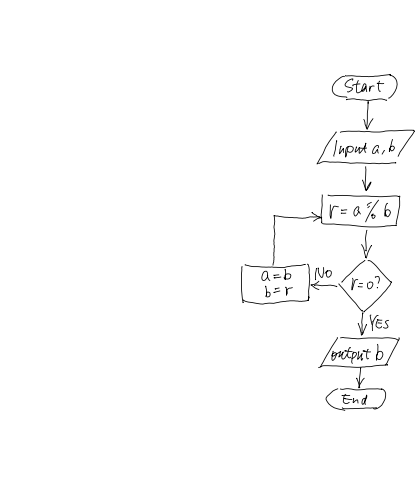 Start
Input a, b
r = a % b
r=0?
NO
a=b
b=r
YES
output b
End